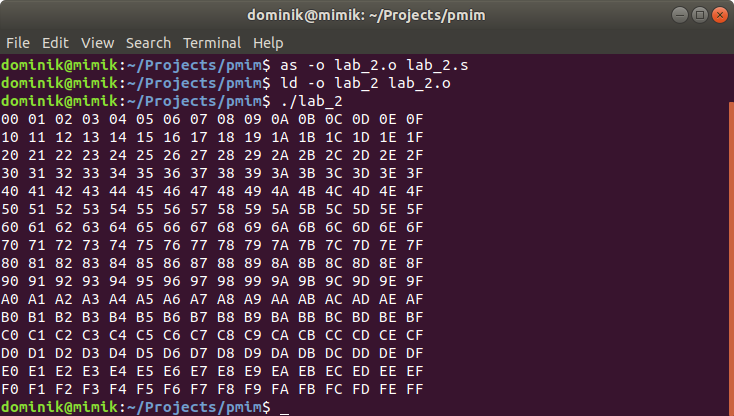 dominik@mimik: ~/Projects/pmim
File Edit View Search Terminal Help
dominik@mimik:~/Projects/pmim$ as -o lab_2.o lab_2.s
dominik@mimik:~/Projects/pmim$ ld -o lab_2 lab_2.o
dominik@mimik:~/Projects/pmim$ ./lab_2
00 01 02 03 04 05 06 07 08 09 0A 0B 0C 0D 0E 0F
10 11 12 13 14 15 16 17 18 19 1A 1B 1C 1D 1E 1F
20 21 22 23 24 25 26 27 28 29 2A 2B 2C 2D 2E 2F
30 31 32 33 34 35 36 37 38 39 3A 3B 3C 3D 3E 3F
40 41 42 43 44 45 46 47 48 49 4A 4B 4C 4D 4E 4F
50 51 52 53 54 55 56 57 58 59 5A 5B 5C 5D 5E 5F
60 61 62 63 64 65 66 67 68 69 6A 6B 6C 6D 6E 6F
70 71 72 73 74 75 76 77 78 79 7A 7B 7C 7D 7E 7F
80 81 82 83 84 85 86 87 88 89 8A 8B 8C 8D 8E 8F
90 91 92 93 94 95 96 97 98 99 9A 9B 9C 9D 9E 9F
A0 A1 A2 A3 A4 A5 A6 A7 A8 A9 AA AB AC AD AE AF
B0 B1 B2 B3 B4 B5 B6 B7 B8 B9 BA BB BC BD BE BF
C0 C1 C2 C3 C4 C5 C6 C7 C8 C9 CA CB CC CD CE CF
D0 D1 D2 D3 D4 D5 D6 D7 D8 D9 DA DB DC DD DE DF
E0 E1 E2 E3 E4 E5 E6 E7 E8 E9 EA EB EC ED EE EF
F0 F1 F2 F3 F4 F5 F6 F7 F8 F9 FA FB FC FD FE FF
dominik@mimik:~/Projects/pmim$ _